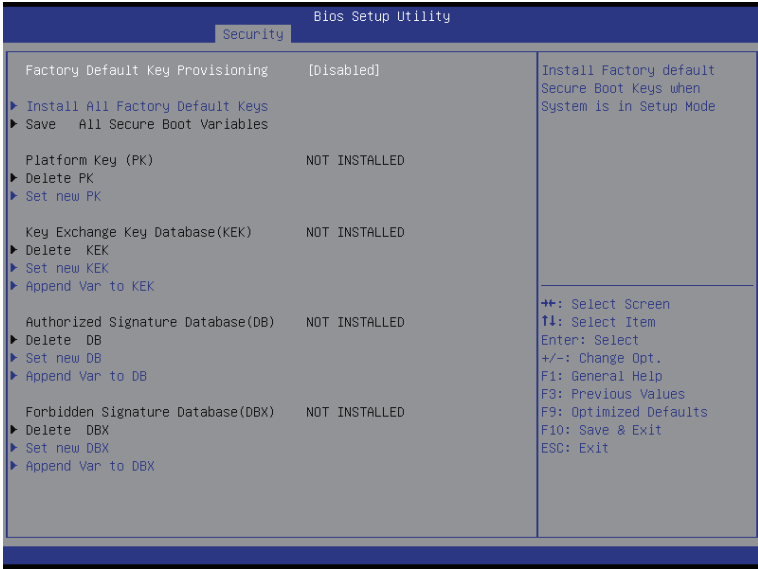 Bios Setup Utility
Security
Factory Default Key Provisioning [Disabled]
Install All Factory Default Keys
Save All Secure Boot Variables
Platform Key (PK) NOT INSTALLED
Delete PK
Set new PK
Key Exchange Key Database(KEK) NOT INSTALLED
Delete KEK
Set new KEK
Append Var to KEK
Authorized Signature Database(DB) NOT INSTALLED
Delete DB
Set new DB
Append Var to DB
Forbidden Signature Database(DBX) NOT INSTALLED
Delete DBX
Set new DBX
Append Var to DBX
Install Factory default
Secure Boot Keys when
System is in Setup Mode
→←: Select Screen
↑↓: Select Item
Enter: Select
+/-: Change Opt.
F1: General Help
F3: Previous Values
F9: Optimized Defaults
F10: Save & Exit
ESC: Exit